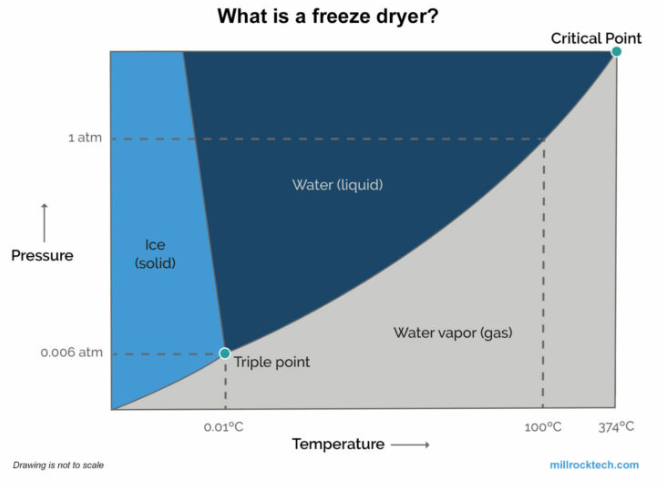 What is a freeze dryer?
Critical Point
1 atm
Water (liquid)
Ice
(solid)
Pressure
Water vapor (gas)
0.006 atm
Triple point
0.01°C
100°C
374°C
Temperature
Drawing is not to scale
millrocktech.com